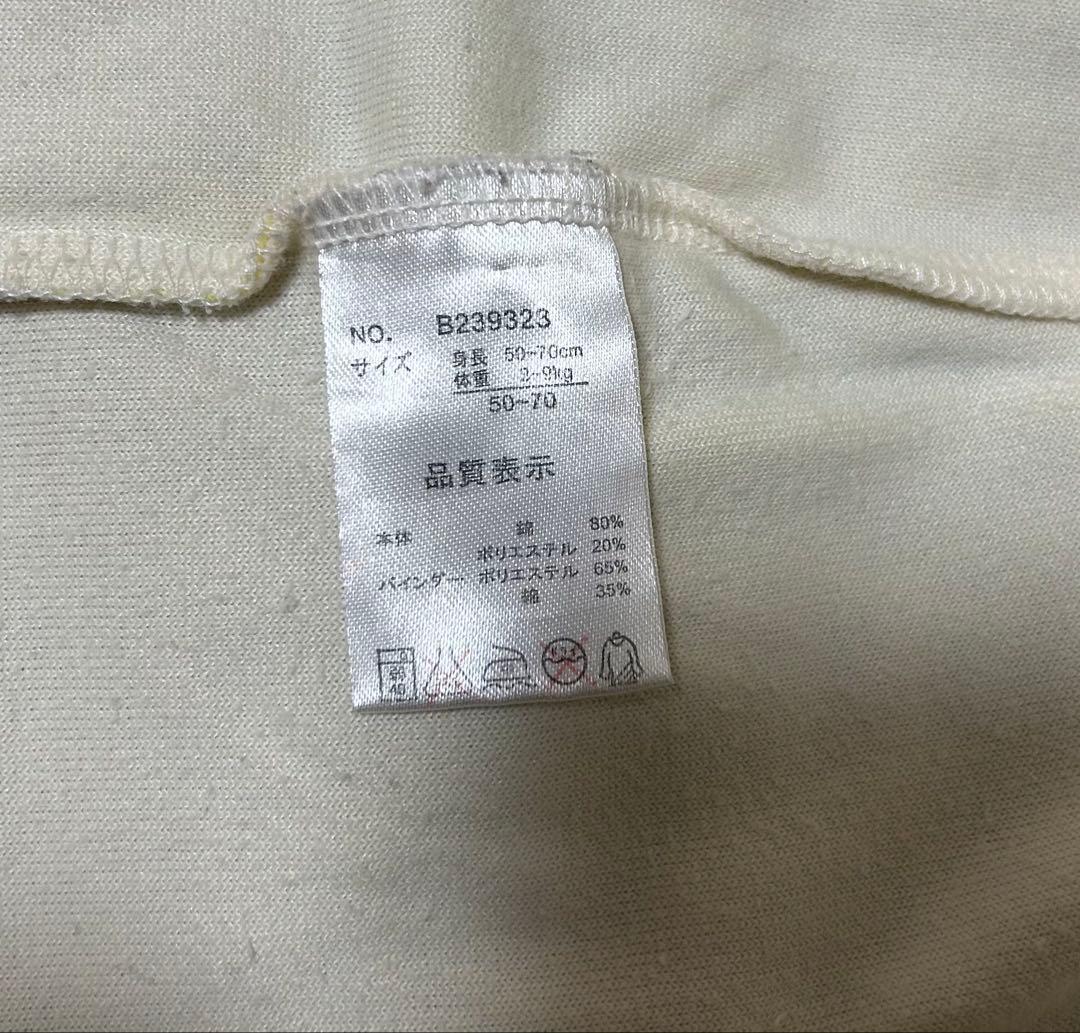 NO. B239323
サイズ 身長 50-70cm
体重 3-9kg
50~70
品質表示
本体 綿 80%
ポリエステル 20%
バインダー ポリエステル 65%
綿 35%
40